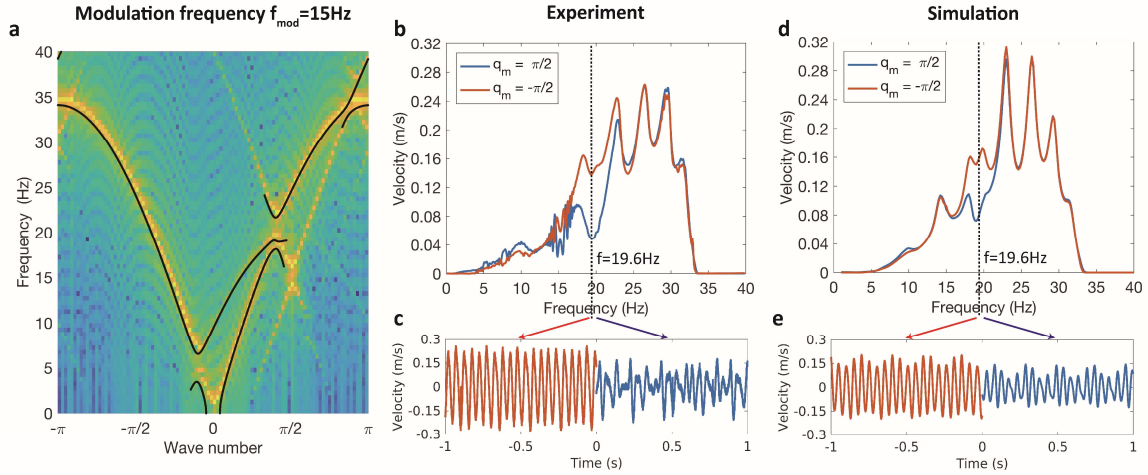 Modulation frequency f_mod=15Hz
Experiment
Simulation
a
40
35
30
25
20
15
10
5
0
Frequency (Hz)
-π
-π/2
0
π/2
π
Wave number
b
0.32
0.28
0.24
0.2
0.16
0.12
0.08
0.04
0
Velocity (m/s)
q_m = π/2
q_m = -π/2
f=19.6Hz
0 5 10 15 20 25 30 35 40
Frequency (Hz)
c
0.3
0.15
0
-0.15
-0.3
Velocity (m/s)
-1 -0.5 0 0.5 1
Time (s)
d
0.32
0.28
0.24
0.2
0.16
0.12
0.08
0.04
0
Velocity (m/s)
q_m = π/2
q_m = -π/2
f=19.6Hz
0 5 10 15 20 25 30 35 40
Frequency (Hz)
e
0.3
0.15
0
-0.15
-0.3
Velocity (m/s)
-1 -0.5 0 0.5 1
Time (s)